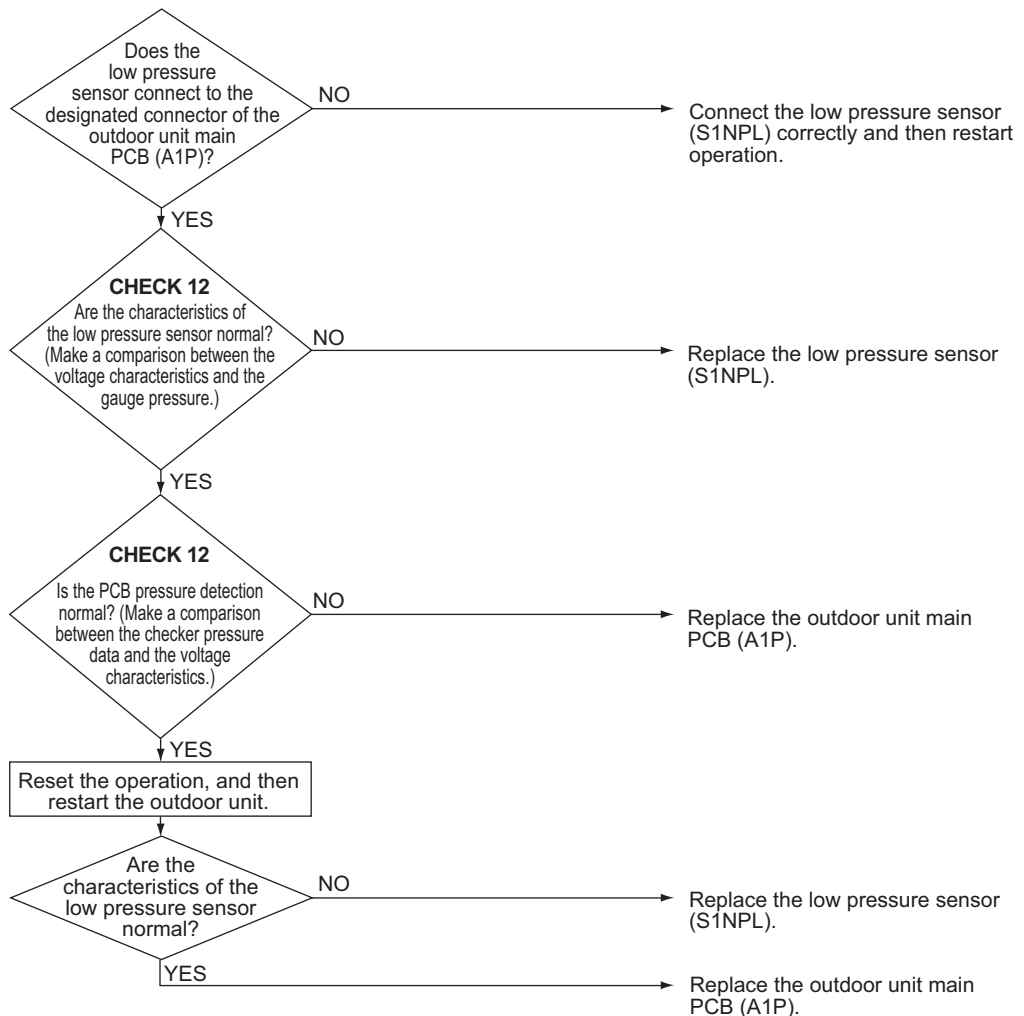 Does the
low pressure
sensor connect to the
designated connector of the
outdoor unit main
PCB (A1P)?
NO
Connect the low pressure sensor
(S1NPL) correctly and then restart
operation.
YES
CHECK 12
Are the characteristics of
the low pressure sensor normal?
(Make a comparison between the
voltage characteristics and the
gauge pressure.)
NO
Replace the low pressure sensor
(S1NPL).
YES
CHECK 12
Is the PCB pressure detection
normal? (Make a comparison
between the checker pressure
data and the voltage
characteristics.)
NO
Replace the outdoor unit main
PCB (A1P).
YES
Reset the operation, and then
restart the outdoor unit.
Are the
characteristics of the
low pressure sensor
normal?
NO
Replace the low pressure sensor
(S1NPL).
YES
Replace the outdoor unit main
PCB (A1P).